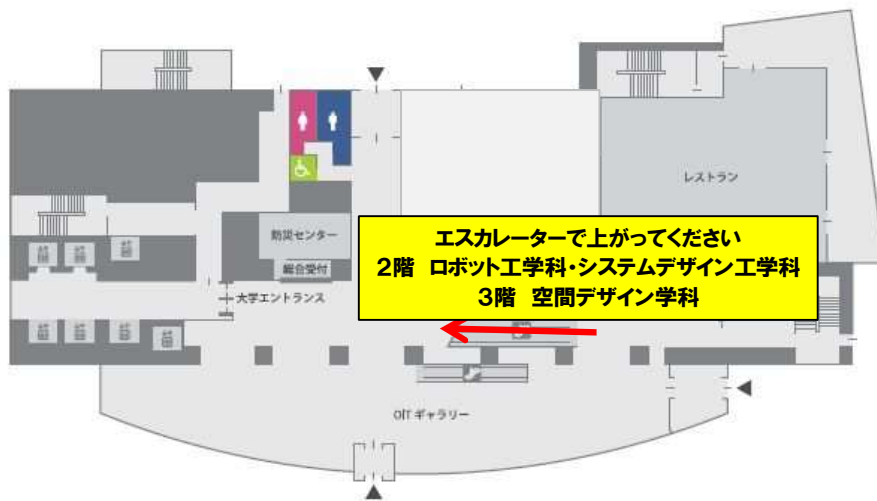 レストラン
防災センター
エスカレーターで上がってください
2階 ロボット工学科・システムデザイン工学科
3階 空間デザイン学科
総合受付
大学エントランス
OIT ギャラリー